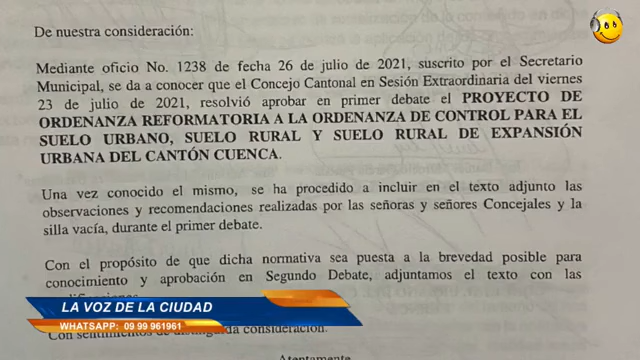 De nuestra consideración:
Mediante oficio No. 1238 de fecha 26 de julio de 2021, suscrito por el Secretario
Municipal, se da a conocer que el Concejo Cantonal en Sesión Extraordinaria del viernes
23 de julio de 2021, resolvió aprobar en primer debate el PROYECTO DE
ORDENANZA REFORMATORIA A LA ORDENANZA DE CONTROL PARA EL
SUELO URBANO, SUELO RURAL Y SUELO RURAL DE EXPANSIÓN
URBANA DEL CANTÓN CUENCA.
Una vez conocido el mismo, se ha procedido a incluir en el texto adjunto las
observaciones y recomendaciones realizadas por las señoras y señores Concejales y la
silla vacía, durante el primer debate.
Con el propósito de que dicha normativa sea puesta a la brevedad posible para
conocimiento y aprobación en Segundo Debate, adjuntamos el texto con las
LA VOZ DE LA CIUDAD
WHATSAPP: 09 99 961961
Con sentimientos de distinguida consideración.
Atentamente